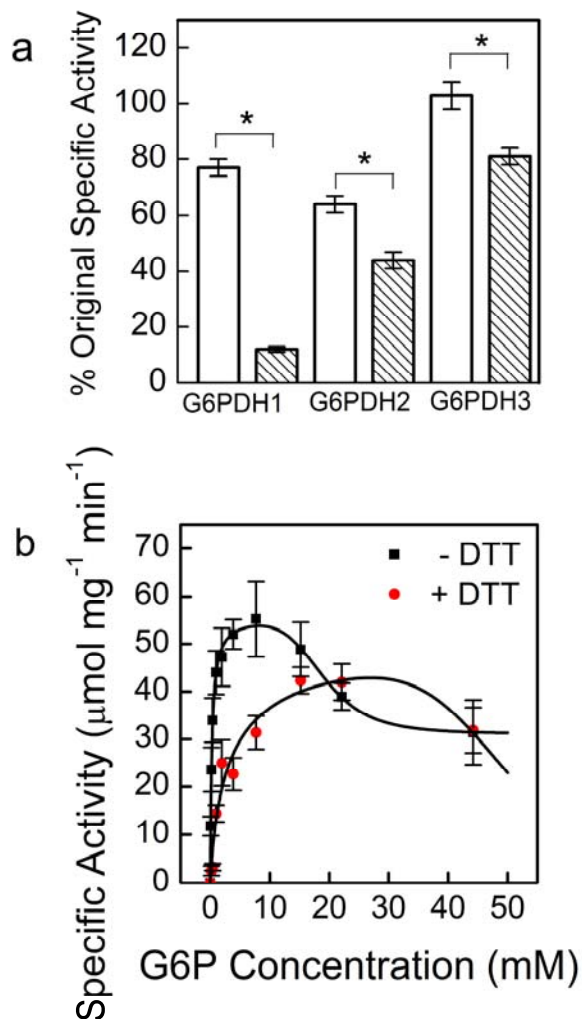 a
% Original Specific Activity
120
100
80
60
40
20
0
*
*
*
G6PDH1
G6PDH2
G6PDH3
b
Specific Activity (μmol mg⁻¹ min⁻¹)
70
60
50
40
30
20
10
0
- DTT
+ DTT
0
10
20
30
40
50
G6P Concentration (mM)